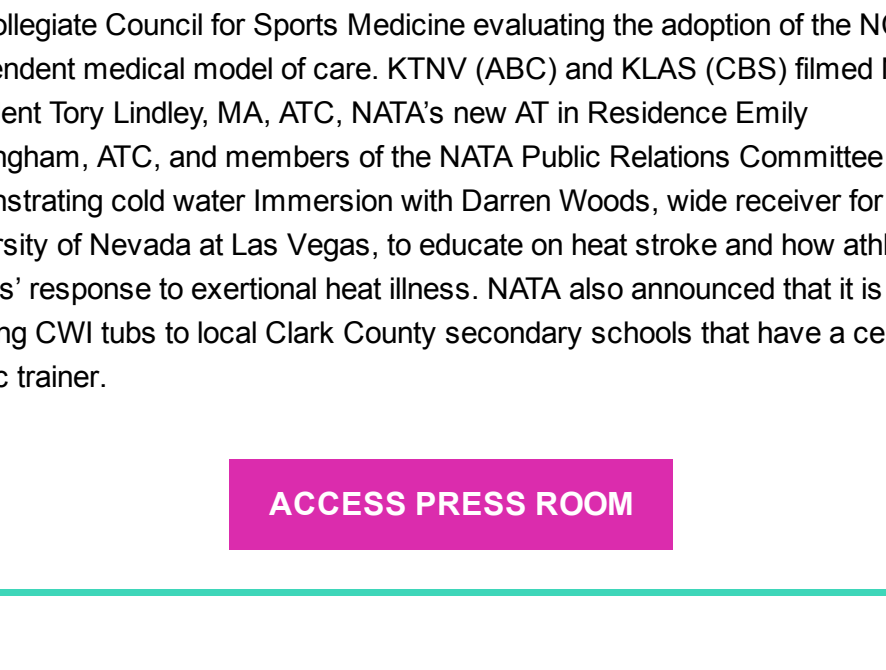 ollegiate Council for Sports Medicine evaluating the adoption of the NC
endent medical model of care. KTNV (ABC) and KLAS (CBS) filmed
ent Tory Lindley, MA, ATC, NATA’s new AT in Residence Emily
ngham, ATC, and members of the NATA Public Relations Committee
nstrating cold water Immersion with Darren Woods, wide receiver for
rsity of Nevada at Las Vegas, to educate on heat stroke and how athl
s’ response to exertional heat illness. NATA also announced that it is
ng CWI tubs to local Clark County secondary schools that have a ce
c trainer.
ACCESS PRESS ROOM